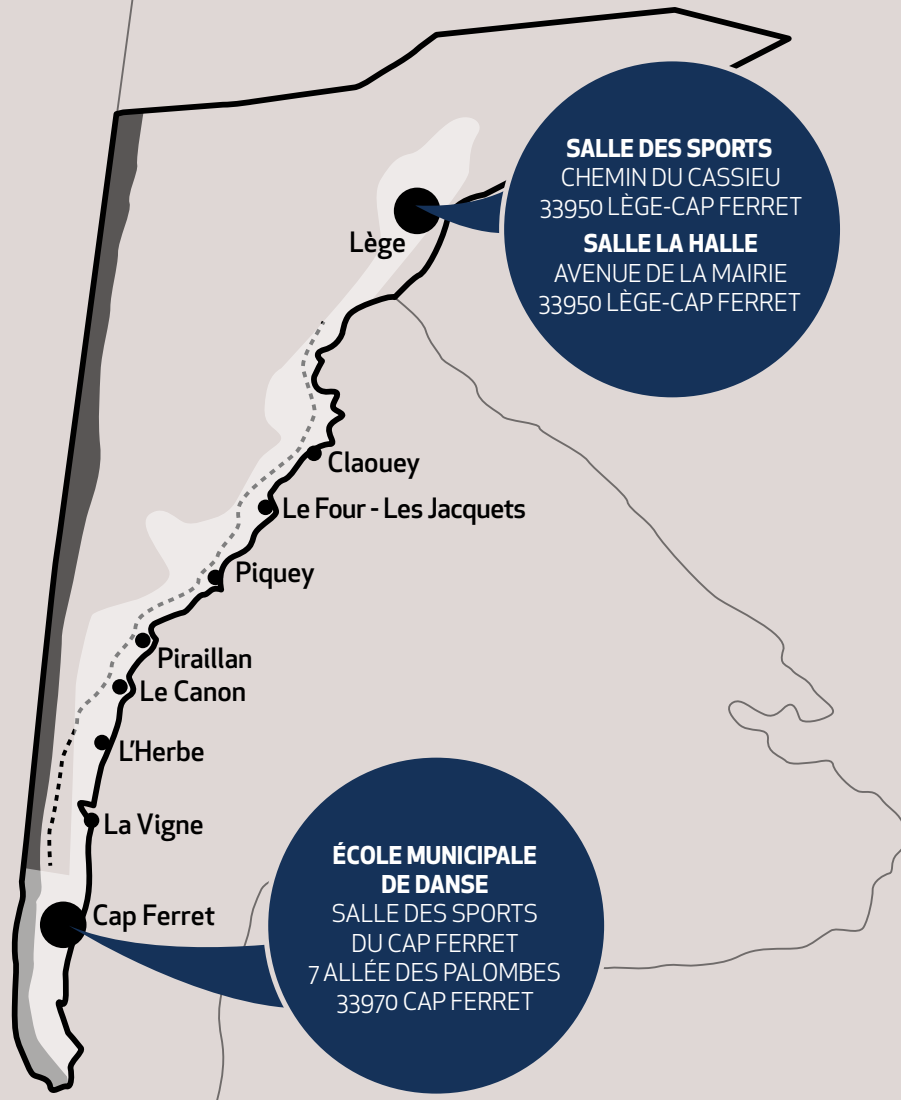 SALLE DES SPORTS
CHEMIN DU CASSIEU
33950 LÈGE-CAP FERRET
SALLE LA HALLE
AVENUE DE LA MAIRIE
33950 LÈGE-CAP FERRET
Lège
Claouey
Le Four - Les Jacquets
Piquey
Piraillan
Le Canon
L'Herbe
La Vigne
Cap Ferret
ÉCOLE MUNICIPALE
DE DANSE
SALLE DES SPORTS
DU CAP FERRET
7 ALLÉE DES PALOMBES
33970 CAP FERRET